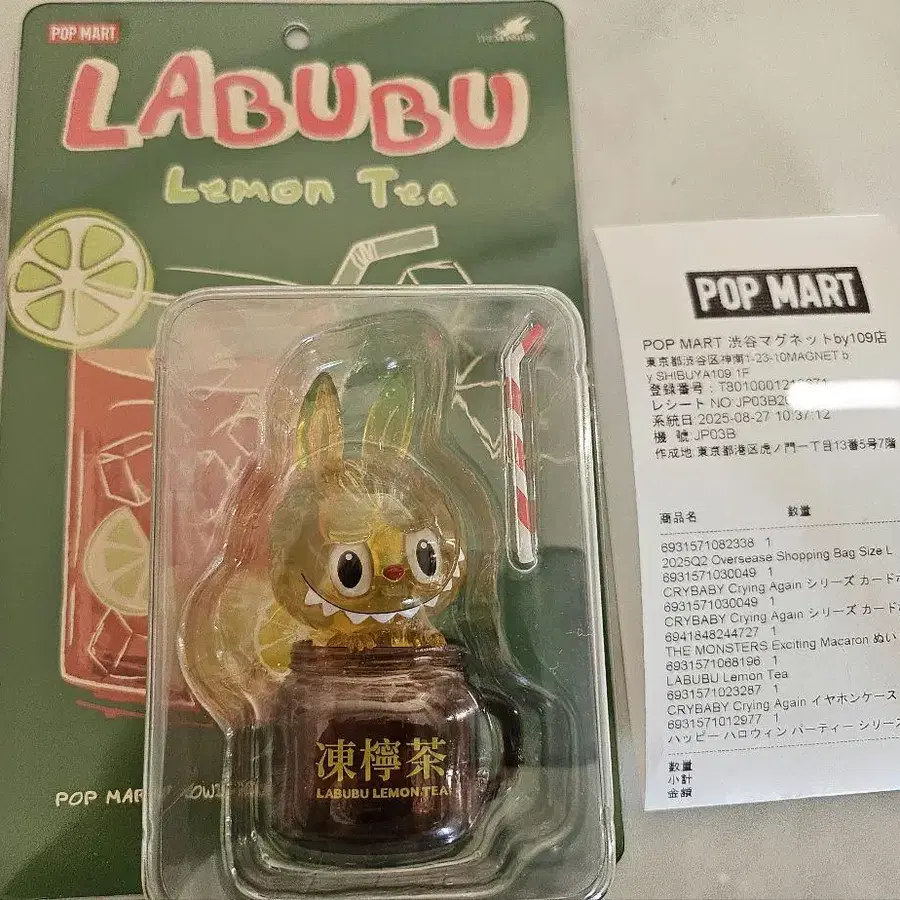 POP MART
THE MONSTERS
LABUBU
Lemon Tea
凍檸茶
LABUBU LEMON TEA
POP MAR
POP MART
POP MART 渋谷マグネットby109店
東京都渋谷区神南1-23-10MAGNET b
y SHIBUYA109 1F
登録番号:T801000121
レシート NO:JP03B20
系統日:2025-08-27 10:37:12
機 號:JP03B
作成地:東京都港区虎ノ門一丁目13番5号7階
商品名 数量
6931571082338 1
2025Q2 Oversease Shopping Bag Size L
6931571030049 1
CRYBABY Crying Again シリーズ カードホ
6931571030049 1
CRYBABY Crying Again シリーズ カードホ
6941848244727 1
THE MONSTERS Exciting Macaron ぬい
6931571068196 1
LABUBU Lemon Tea
6931571023287 1
CRYBABY Crying Again イヤホンケース
6931571012977 1
ハッピー ハロウィン パーティー シリーズ
数量
小計
金額